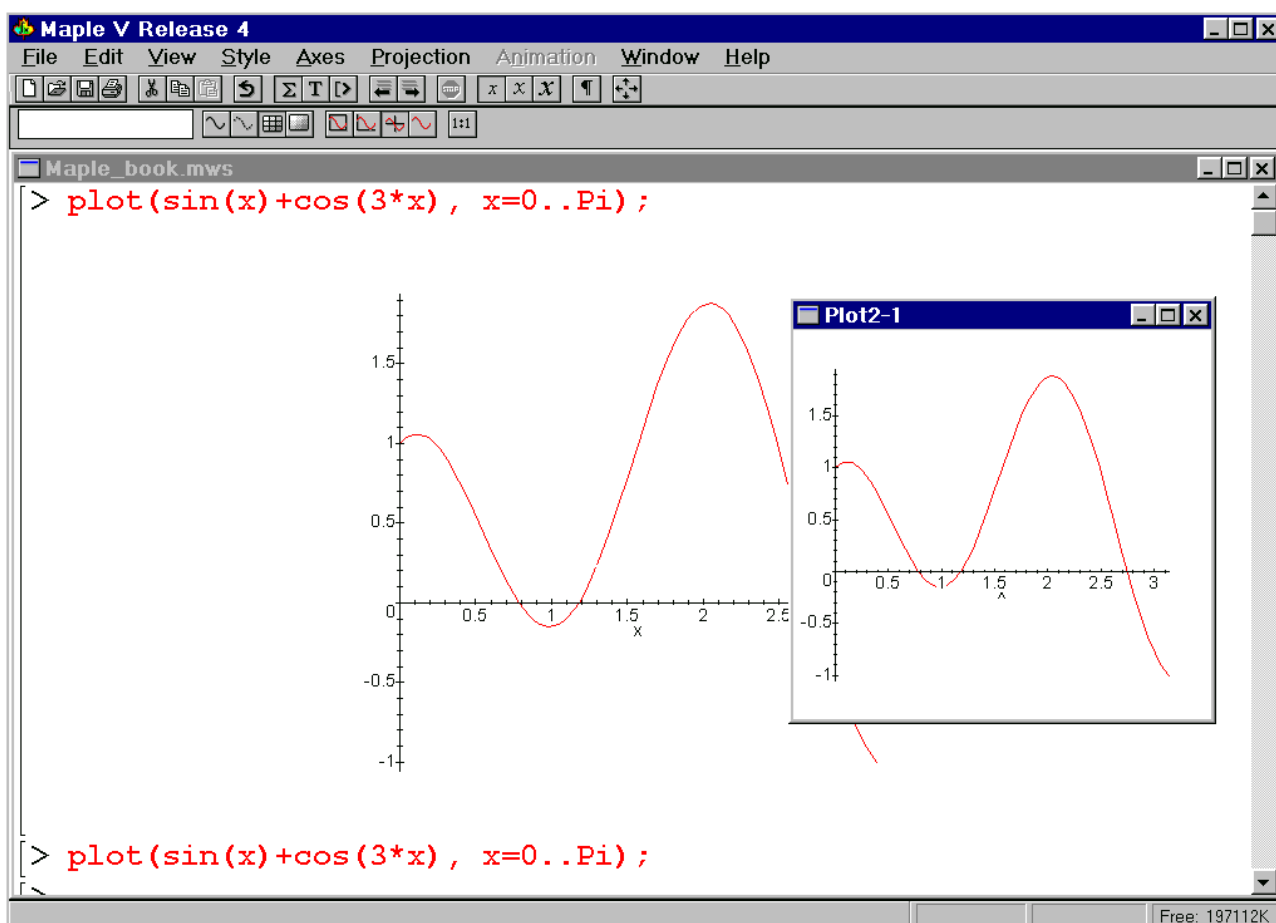 Maple V Release 4
File Edit View Style Axes Projection Animation Window Help
Σ T [> STOP x x x ¶
1:1
Maple_book.mws
> plot(sin(x)+cos(3*x), x=0..Pi);
1.5
1
0.5
0
-0.5
-1
0.5 1 1.5 2 2.5
x
Plot2-1
1.5
1
0.5
0
-0.5
-1
0.5 1 1.5 2 2.5 3
> plot(sin(x)+cos(3*x), x=0..Pi);
>
Free: 197112K